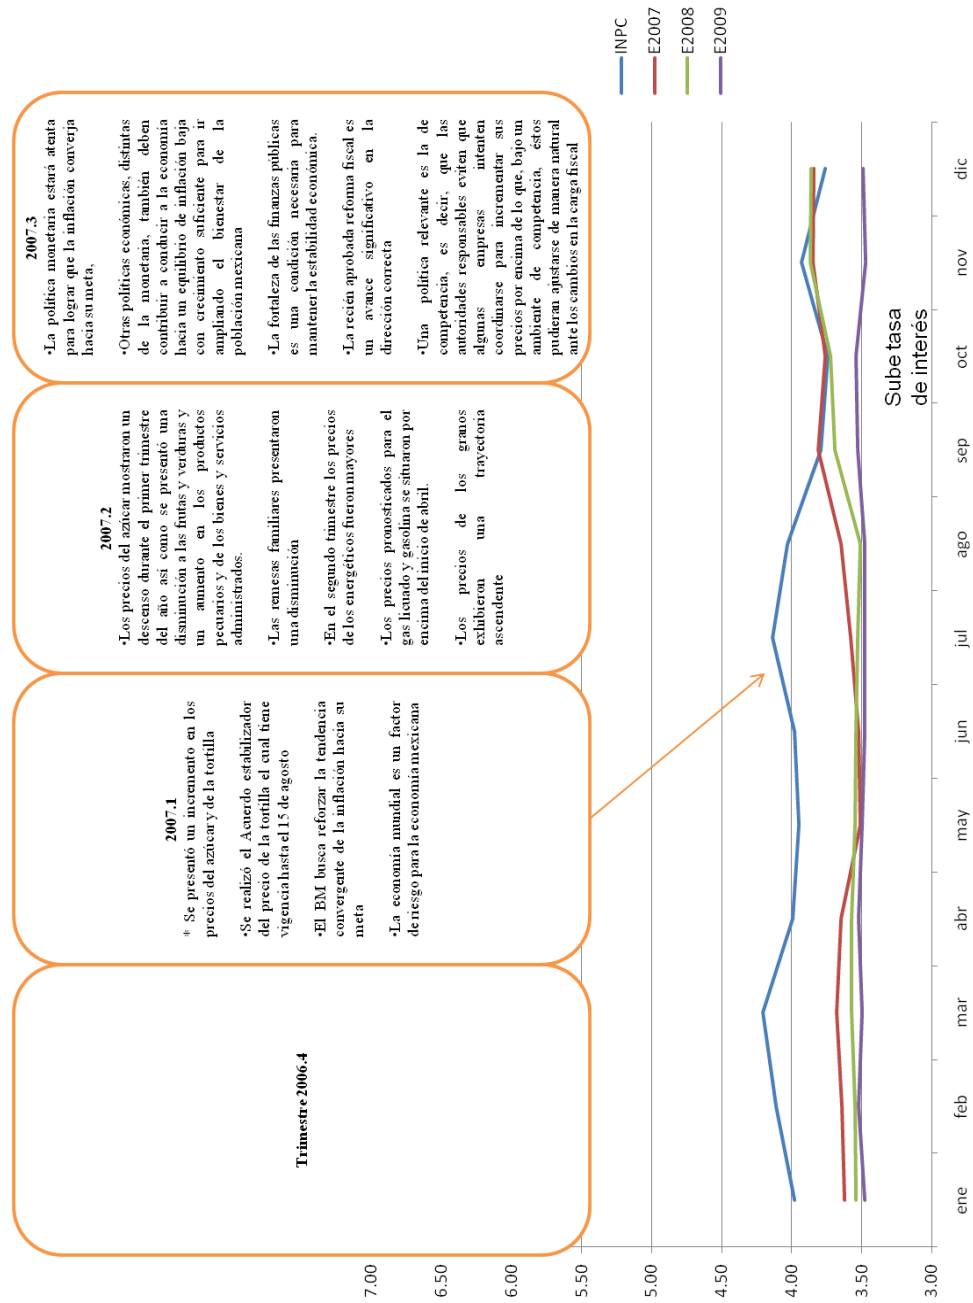 Trimestre 2006.4
2007.1
* Se presentó un incremento en los
precios del azúcar y de la tortilla
•Se realizó el Acuerdo estabilizador
del precio de la tortilla el cual tiene
vigencia hasta el 15 de agosto
•El BM busca reforzar la tendencia
convergente de la inflación hacia su
meta
•La economía mundial es un factor
de riesgo para la economía mexicana
2007.2
•Los precios del azúcar mostraron un
descenso durante el primer trimestre
del año así como se presentó una
disminución a las frutas y verduras y
un aumento en los productos
pecuarios y de los bienes y servicios
administrados.
•Las remesas familiares presentaron
una disminución
•En el segundo trimestre los precios
de los energéticos fueron mayores
•Los precios pronosticados para el
gas licuado y gasolina se situaron por
encima del inicio de abril.
•Los precios de los granos
exhibieron una trayectoria
ascendente
2007.3
•La política monetaria estará atenta
para lograr que la inflación converja
hacia su meta,
•Otras políticas económicas, distintas
de la monetaria, también deben
contribuir a conducir a la economía
hacia un equilibrio de inflación baja
con crecimiento suficiente para ir
ampliando el bienestar de la
población mexicana
•La fortaleza de las finanzas públicas
es una condición necesaria para
mantener la estabilidad económica.
•La recién aprobada refoma fiscal es
un avance significativo en la
dirección correcta
•Una política relevante es la de
competencia, es decir, que las
autoridades responsables eviten que
algunas empresas intenten
coordinarse para incrementar sus
precios por encima de lo que, bajo un
ambiente de competencia, éstos
pudieran ajustarse de manera natural
ante los cambios en la carga fiscal
7.00
6.50
6.00
5.50
5.00
4.50
4.00
3.50
3.00
ene feb mar abr may jun jul ago sep oct nov dic
Sube tasa
de interés
INPC
E2007
E2008
E2009